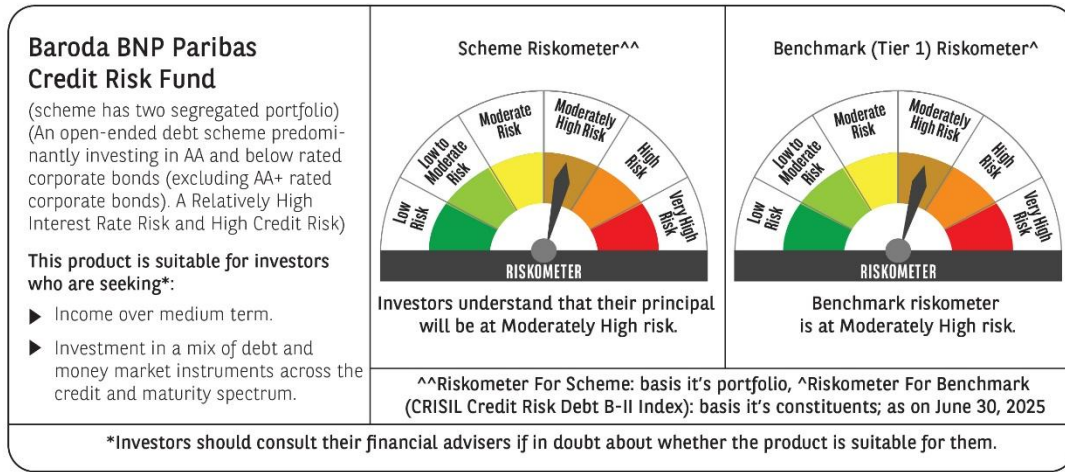 Baroda BNP Paribas
Credit Risk Fund
(scheme has two segregated portfolio)
(An open-ended debt scheme predomi-
nantly investing in AA and below rated
corporate bonds (excluding AA+ rated
corporate bonds). A Relatively High
Interest Rate Risk and High Credit Risk)
This product is suitable for investors
who are seeking*:
▶ Income over medium term.
▶ Investment in a mix of debt and
money market instruments across the
credit and maturity spectrum.
Scheme Riskometer^^
Low
Risk
Low to
Moderate
Risk
Moderate
Risk
Moderately
High Risk
High
Risk
Very High
Risk
RISKOMETER
Investors understand that their principal
will be at Moderately High risk.
Benchmark (Tier 1) Riskometer^
Low
Risk
Low to
Moderate
Risk
Moderate
Risk
Moderately
High Risk
High
Risk
Very High
Risk
RISKOMETER
Benchmark riskometer
is at Moderately High risk.
^^Riskometer For Scheme: basis it's portfolio, ^Riskometer For Benchmark
(CRISIL Credit Risk Debt B-II Index): basis it's constituents; as on June 30, 2025
*Investors should consult their financial advisers if in doubt about whether the product is suitable for them.